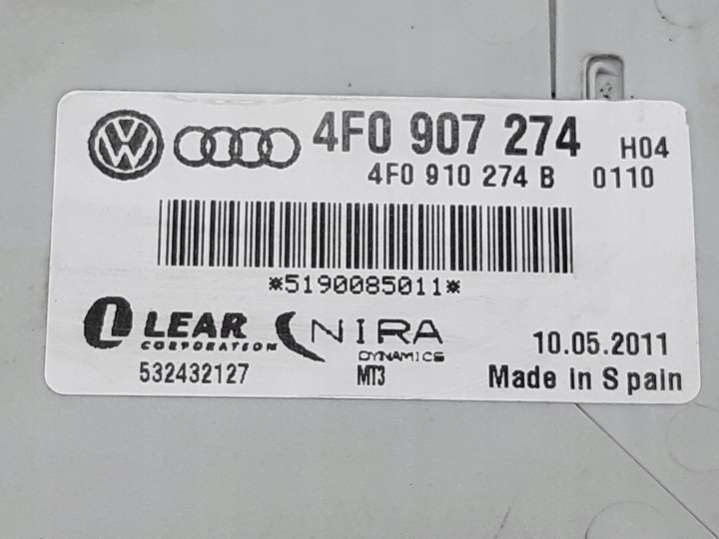 4F0 907 274 H04
4F0 910 274 B 0110
*5190085011*
LEAR NIRA
CORPORATION DYNAMICS
10.05.2011
532432127 MT3 Made in Spain